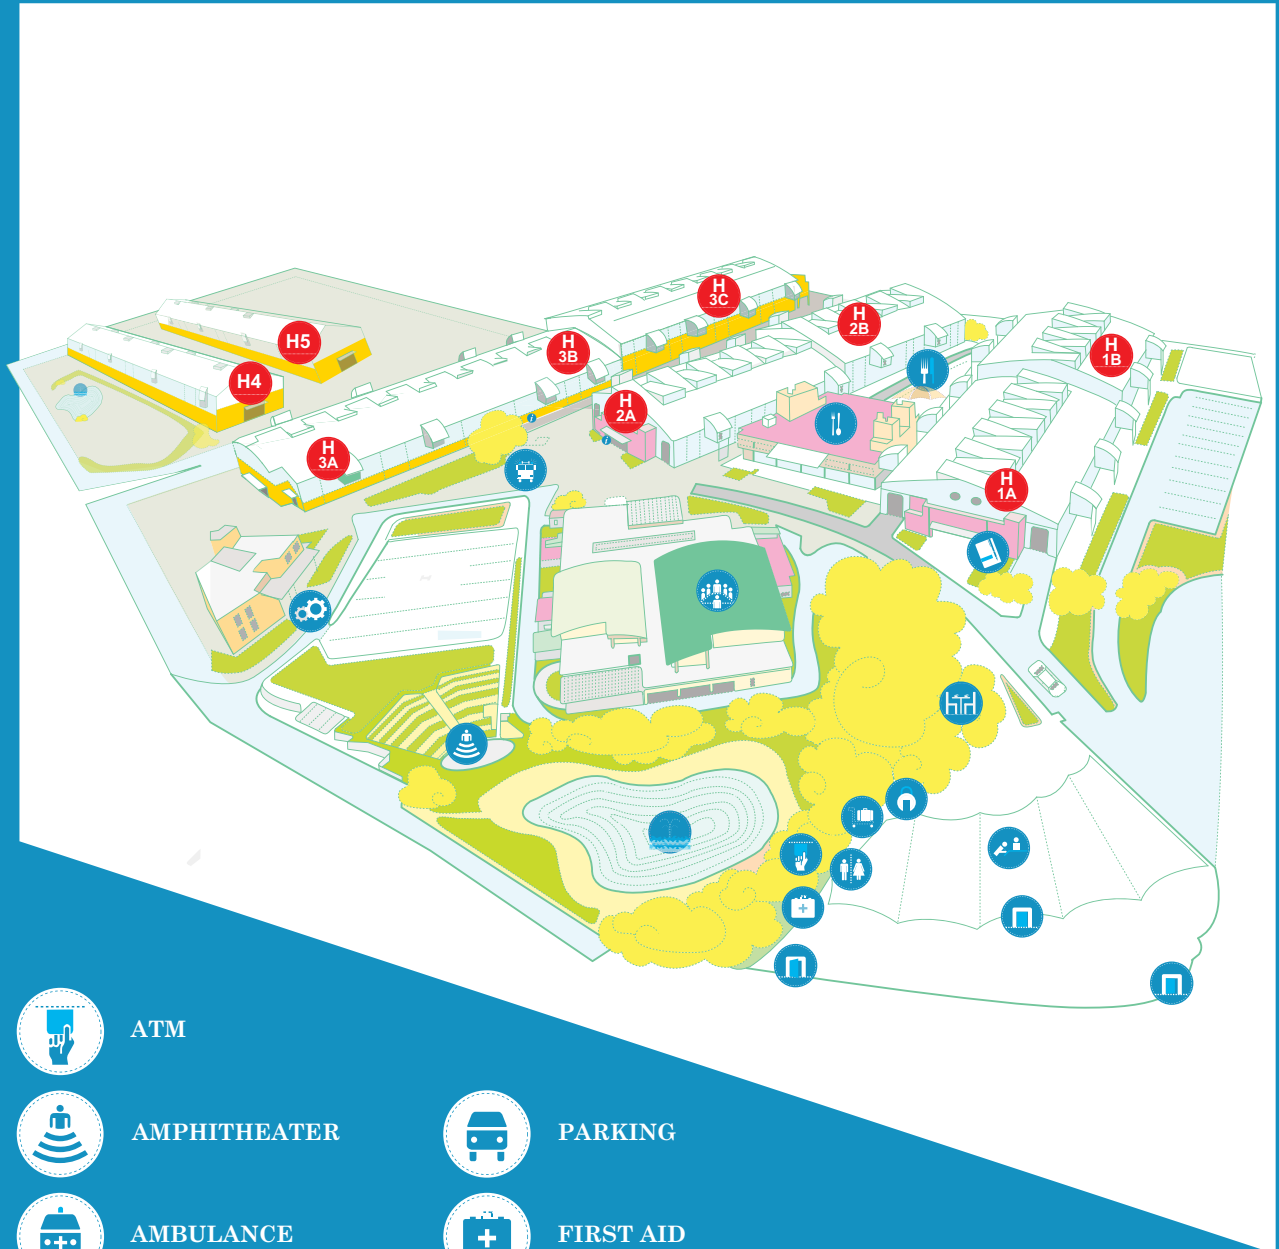 H
3C
H
2B
H5
H
3B
H
1B
H4
H
2A
H
3A
H
1A
ATM
AMPHITHEATER
PARKING
AMBULANCE
FIRST AID